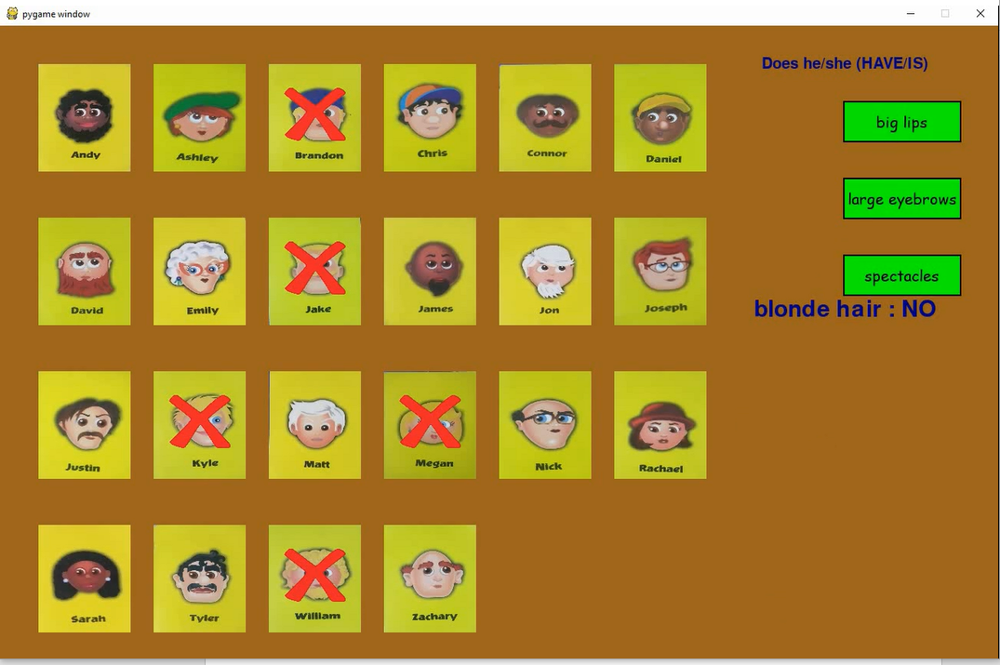 pygame window
Does he/she (HAVE/IS)
Andy
Ashley
Brandon
Chris
Connor
Daniel
big lips
large eyebrows
David
Emily
Jake
James
Jon
Joseph
spectacles
blonde hair : NO
Justin
Kyle
Matt
Megan
Nick
Rachael
Sarah
Tyler
William
Zachary